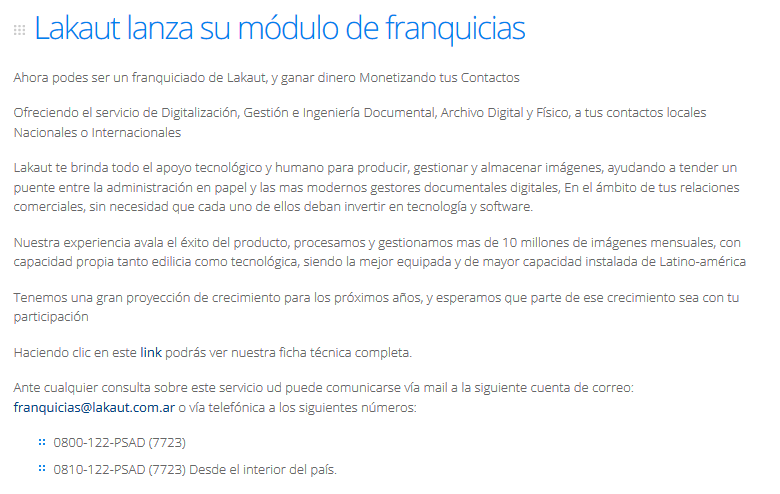 Lakaut lanza su módulo de franquicias
Ahora podes ser un franquiciado de Lakaut, y ganar dinero Monetizando tus Contactos
Ofreciendo el servicio de Digitalización, Gestión e Ingeniería Documental, Archivo Digital y Físico, a tus contactos locales
Nacionales o Internacionales
Lakaut te brinda todo el apoyo tecnológico y humano para producir, gestionar y almacenar imágenes, ayudando a tender un
puente entre la administración en papel y las mas modernos gestores documentales digitales, En el ámbito de tus relaciones
comerciales, sin necesidad que cada uno de ellos deban invertir en tecnología y software.
Nuestra experiencia avala el éxito del producto, procesamos y gestionamos mas de 10 millones de imágenes mensuales, con
capacidad propia tanto edilicia como tecnológica, siendo la mejor equipada y de mayor capacidad instalada de Latino-américa
Tenemos una gran proyección de crecimiento para los próximos años, y esperamos que parte de ese crecimiento sea con tu
participación
Haciendo clic en este link podrás ver nuestra ficha técnica completa.
Ante cualquier consulta sobre este servicio ud puede comunicarse vía mail a la siguiente cuenta de correo:
franquicias@lakaut.com.ar o vía telefónica a los siguientes números:
0800-122-PSAD (7723)
0810-122-PSAD (7723) Desde el interior del país.